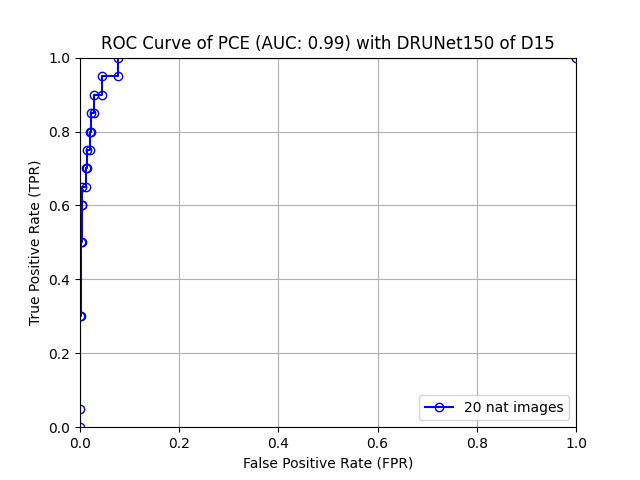 ROC Curve of PCE (AUC: 0.99) with DRUNet150 of D15
1.0
0.8
0.6
0.4
0.2
0.0
True Positive Rate (TPR)
20 nat images
0.0 0.2 0.4 0.6 0.8 1.0
False Positive Rate (FPR)